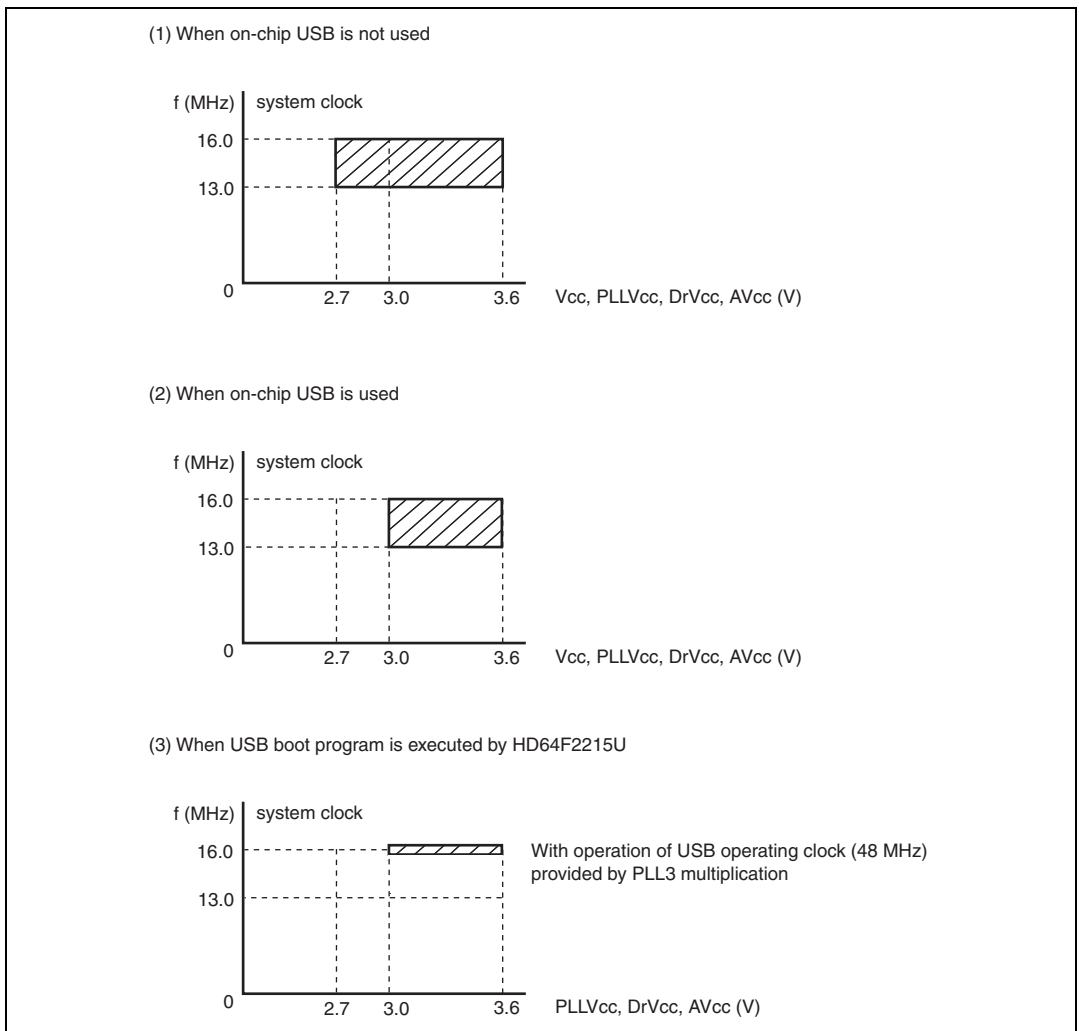 (1) When on-chip USB is not used
f (MHz) system clock
16.0
13.0
0
2.7 3.0 3.6 Vcc, PLLVcc, DrVcc, AVcc (V)
(2) When on-chip USB is used
f (MHz) system clock
16.0
13.0
0
2.7 3.0 3.6 Vcc, PLLVcc, DrVcc, AVcc (V)
(3) When USB boot program is executed by HD64F2215U
f (MHz) system clock
16.0 With operation of USB operating clock (48 MHz)
provided by PLL3 multiplication
13.0
0
2.7 3.0 3.6 PLLVcc, DrVcc, AVcc (V)